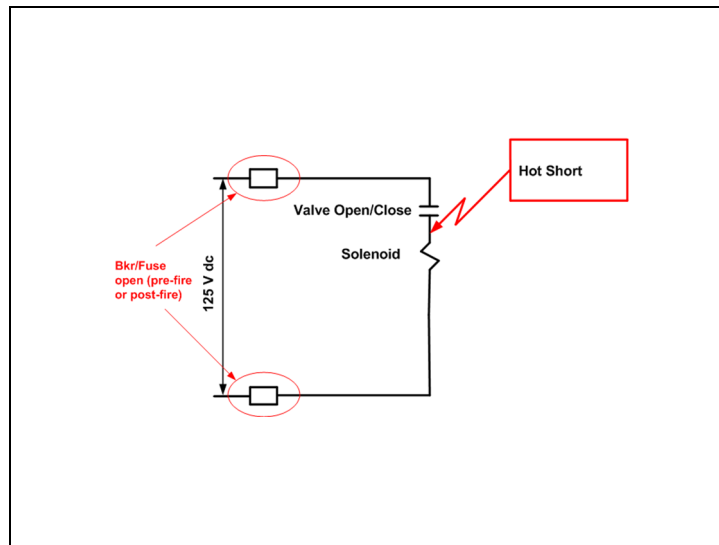 Hot Short
Valve Open/Close
Solenoid
Bkr/Fuse
open (pre-fire
or post-fire)
125 V dc